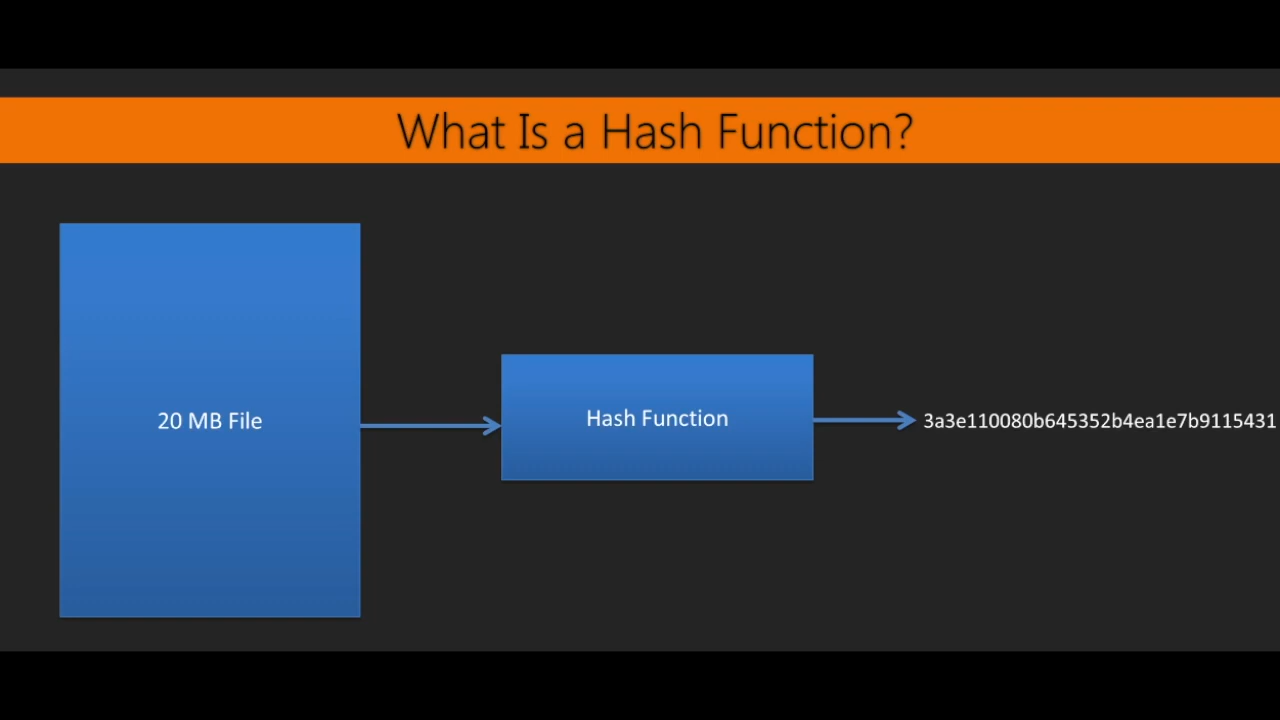 What Is a Hash Function?
20 MB File
Hash Function
3a3e110080b645352b4ea1e7b9115431